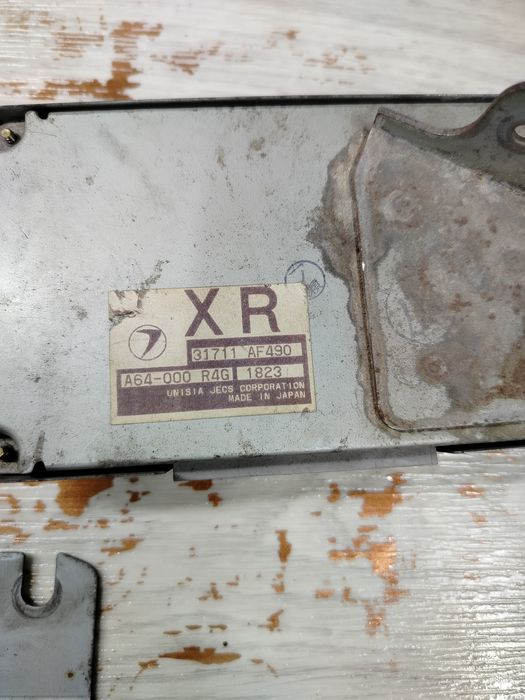 XR
31711 AF490
A64-000 R4G 1823
UNISIA JECS CORPORATION
MADE IN JAPAN